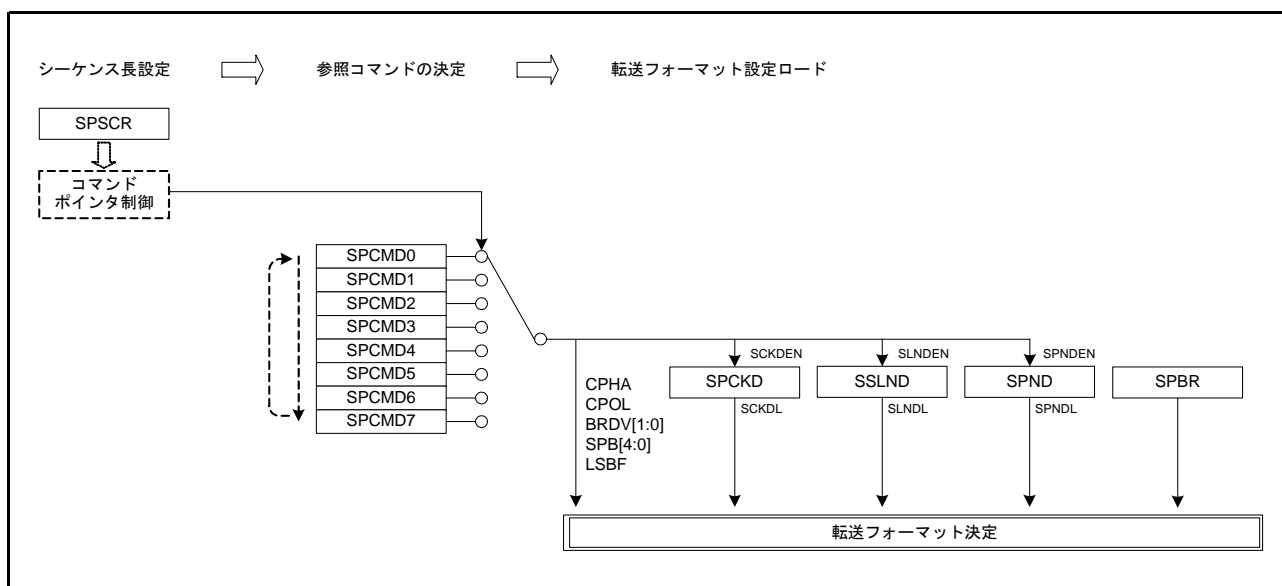 シーケンス長設定
参照コマンドの決定
転送フォーマット設定ロード
SPSCR
コマンド
ポインタ制御
SPCMD0
SPCMD1
SPCMD2
SPCMD3
SPCMD4
SPCMD5
SPCMD6
SPCMD7
CPHA
CPOL
BRDV[1:0]
SPB[4:0]
LSBF
SCKDEN
SPCKD
SCKDL
SLNDEN
SSLND
SLNDL
SPNDEN
SPND
SPNDL
SPBR
転送フォーマット決定